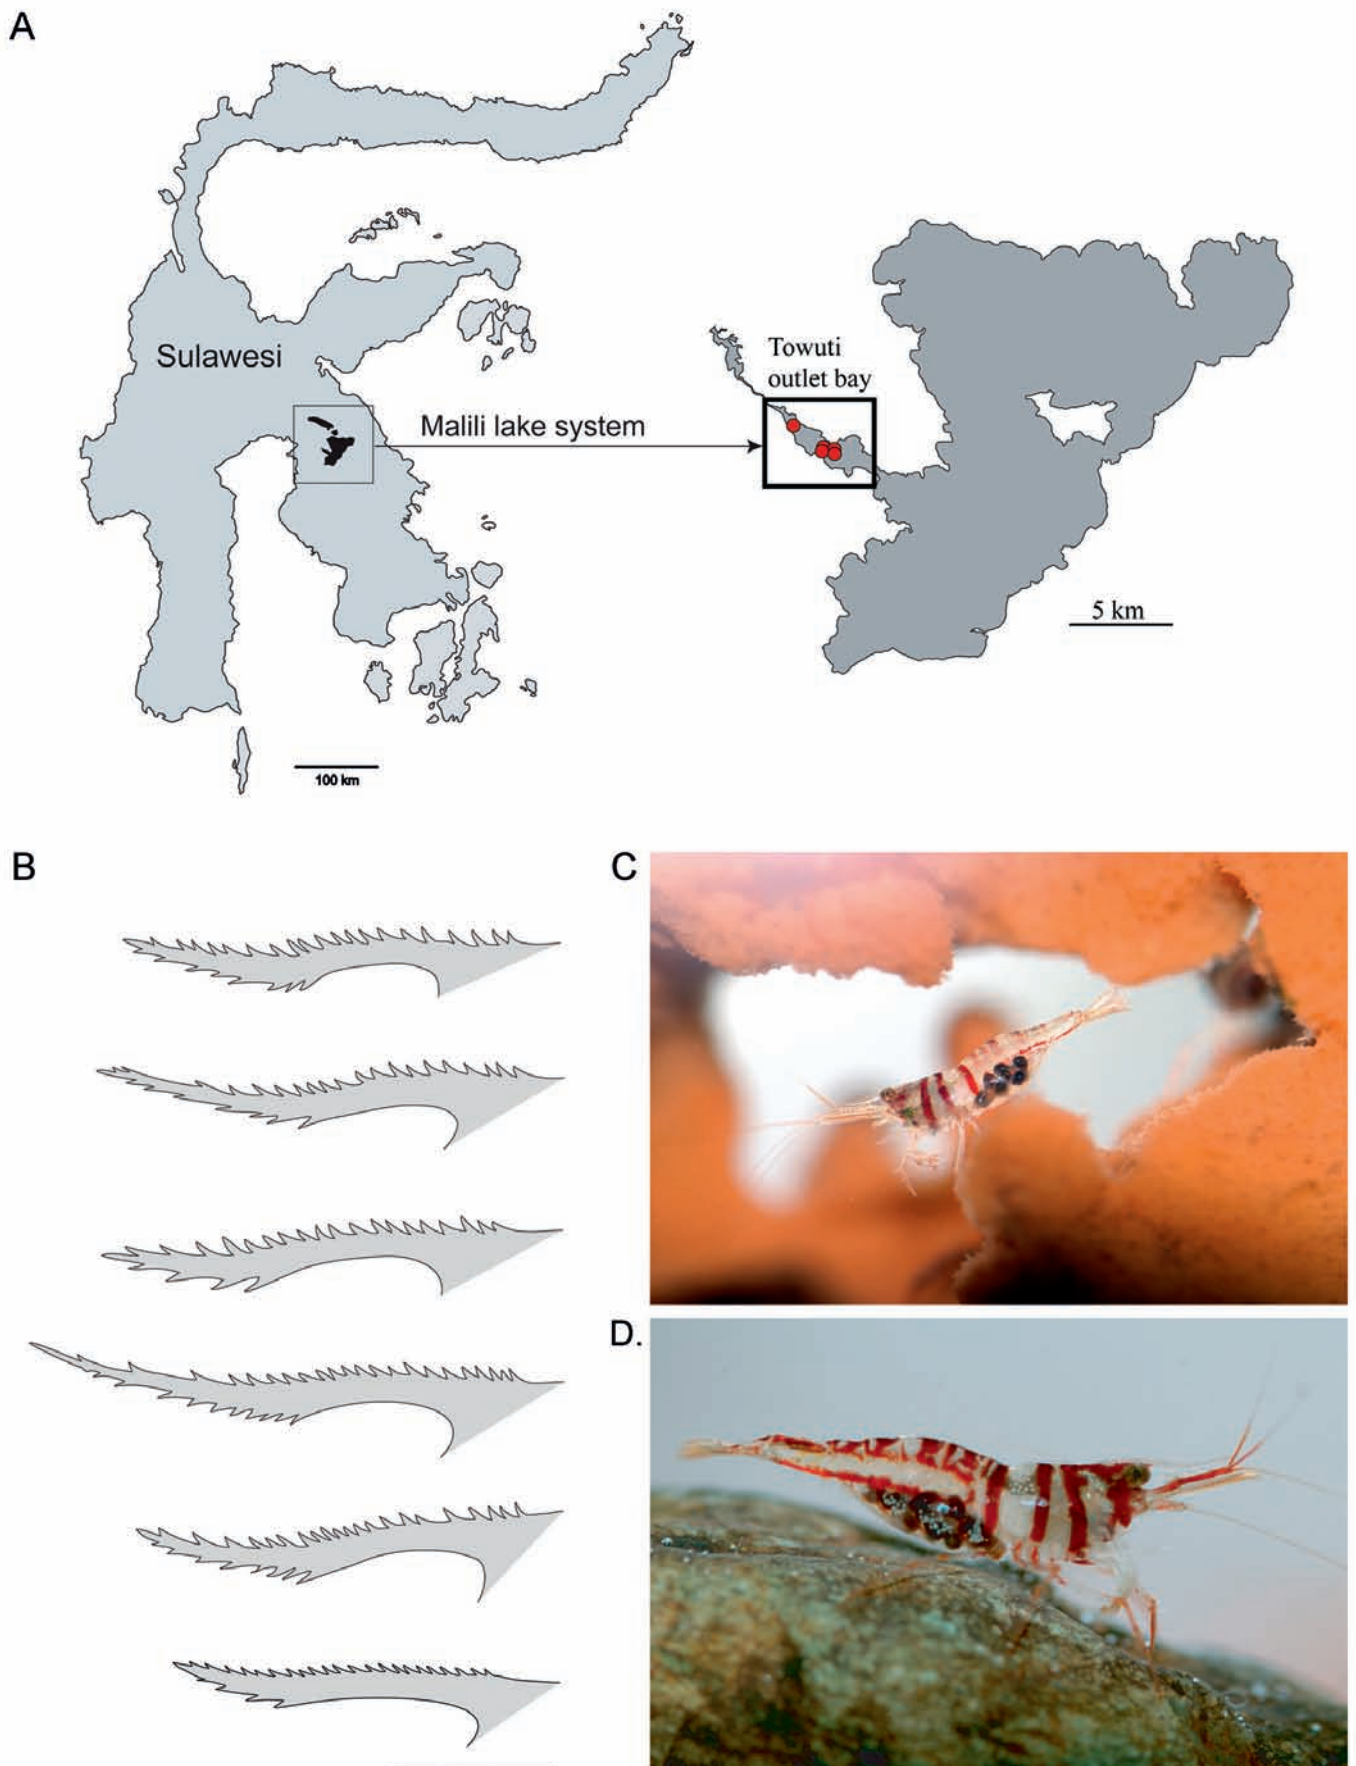 A
Sulawesi
Malili lake system
Towuti
outlet bay
5 km
100 km
B
C
D.